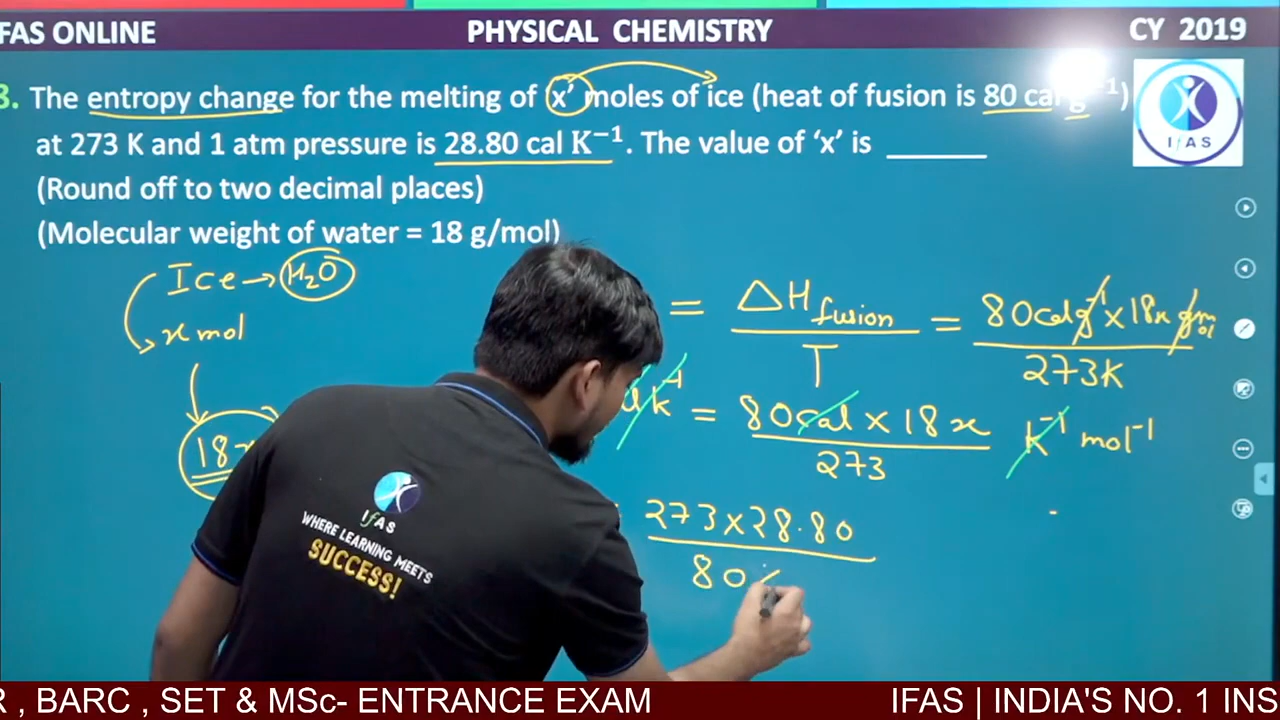 FAS ONLINE PHYSICAL CHEMISTRY CY 2019
3. The entropy change for the melting of 'x' moles of ice (heat of fusion is 80 cal g⁻¹)
at 273 K and 1 atm pressure is 28.80 cal K⁻¹. The value of 'x' is ______
(Round off to two decimal places)
(Molecular weight of water = 18 g/mol)
IFAS
Ice → H₂O
x mol
18x
= ΔH fusion / T = 80 cal g⁻¹ × 18x gm / 273K
k⁻¹ = 80 cal × 18 x / 273 k⁻¹ mol⁻¹
273 × 28.80
80
IFAS
WHERE LEARNING MEETS
SUCCESS!
R , BARC , SET & MSc- ENTRANCE EXAM IFAS | INDIA'S NO. 1 INS